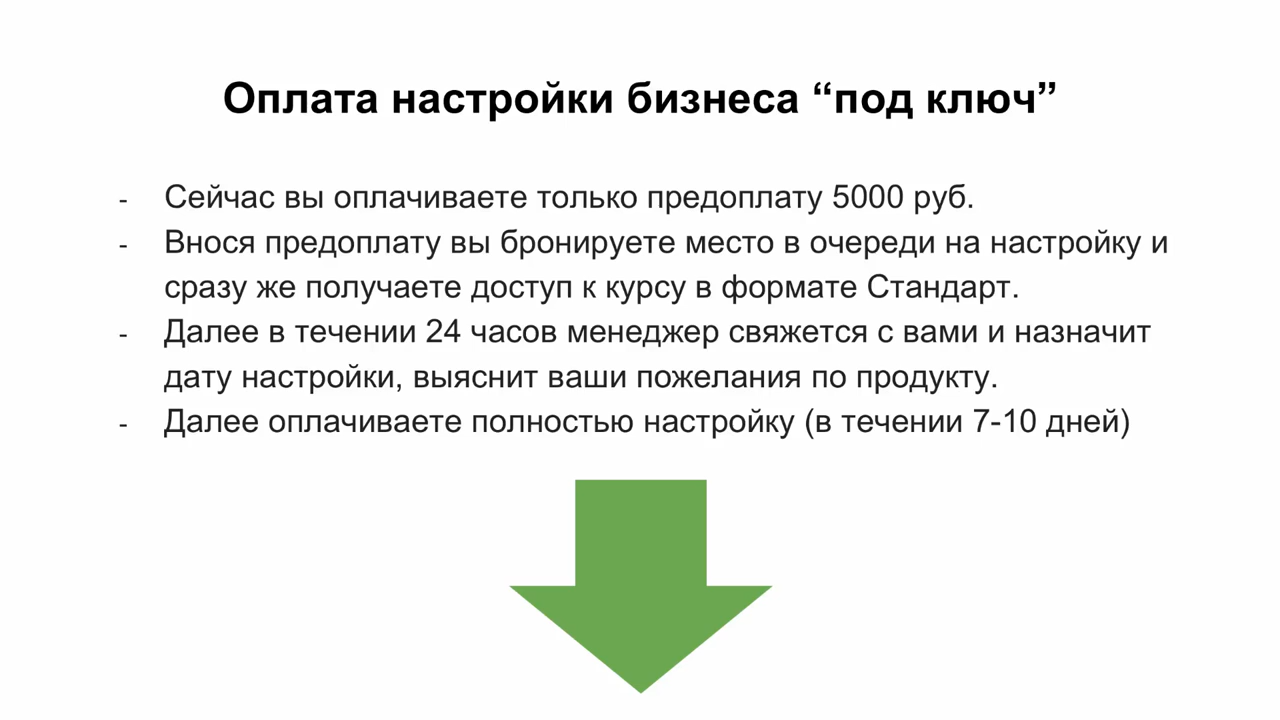 Оплата настройки бизнеса “под ключ”
- Сейчас вы оплачиваете только предоплату 5000 руб.
- Внося предоплату вы бронируете место в очереди на настройку и
сразу же получаете доступ к курсу в формате Стандарт.
- Далее в течении 24 часов менеджер свяжется с вами и назначит
дату настройки, выяснит ваши пожелания по продукту.
- Далее оплачиваете полностью настройку (в течении 7-10 дней)